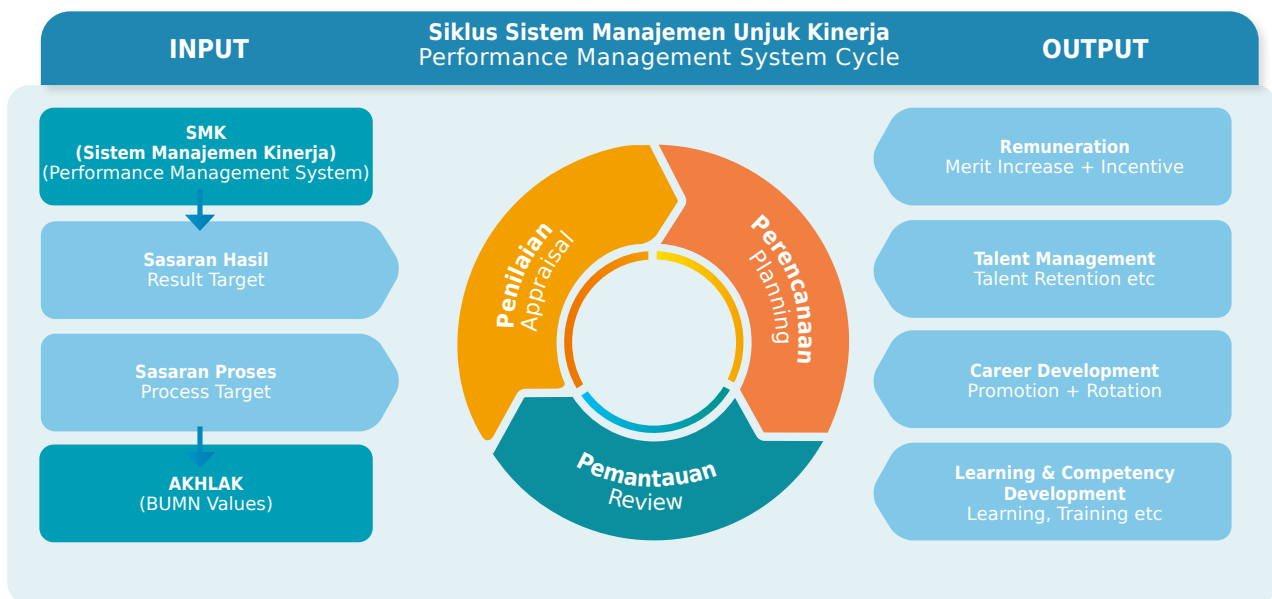 INPUT
Siklus Sistem Manajemen Unjuk Kinerja
Performance Management System Cycle
OUTPUT
SMK
(Sistem Manajemen Kinerja)
(Performance Management System)
Sasaran Hasil
Result Target
Sasaran Proses
Process Target
AKHLAK
(BUMN Values)
Penilaian
Appraisal
Perencanaan
Planning
Pemantauan
Review
Remuneration
Merit Increase + Incentive
Talent Management
Talent Retention etc
Career Development
Promotion + Rotation
Learning & Competency
Development
Learning, Training etc